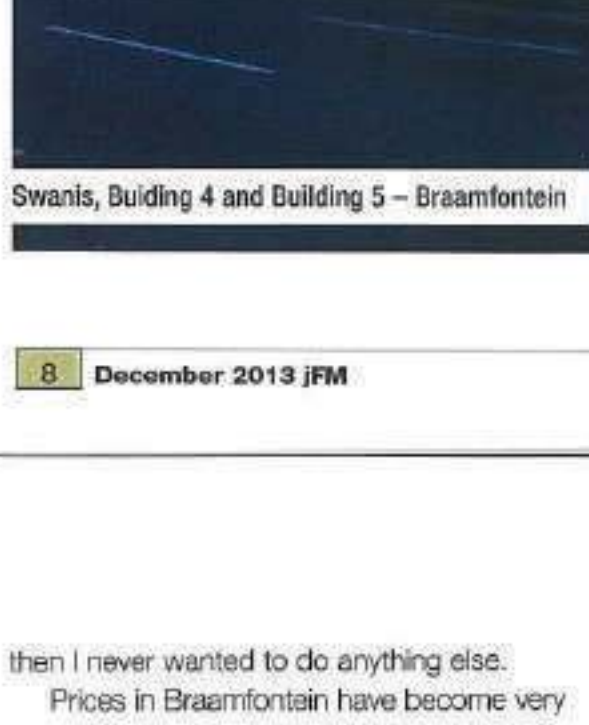 Swanis, Buiding 4 and Building 5 – Braamfontein
8 December 2013 jFM
then I never wanted to do anything else.
Prices in Braamfontein have become very